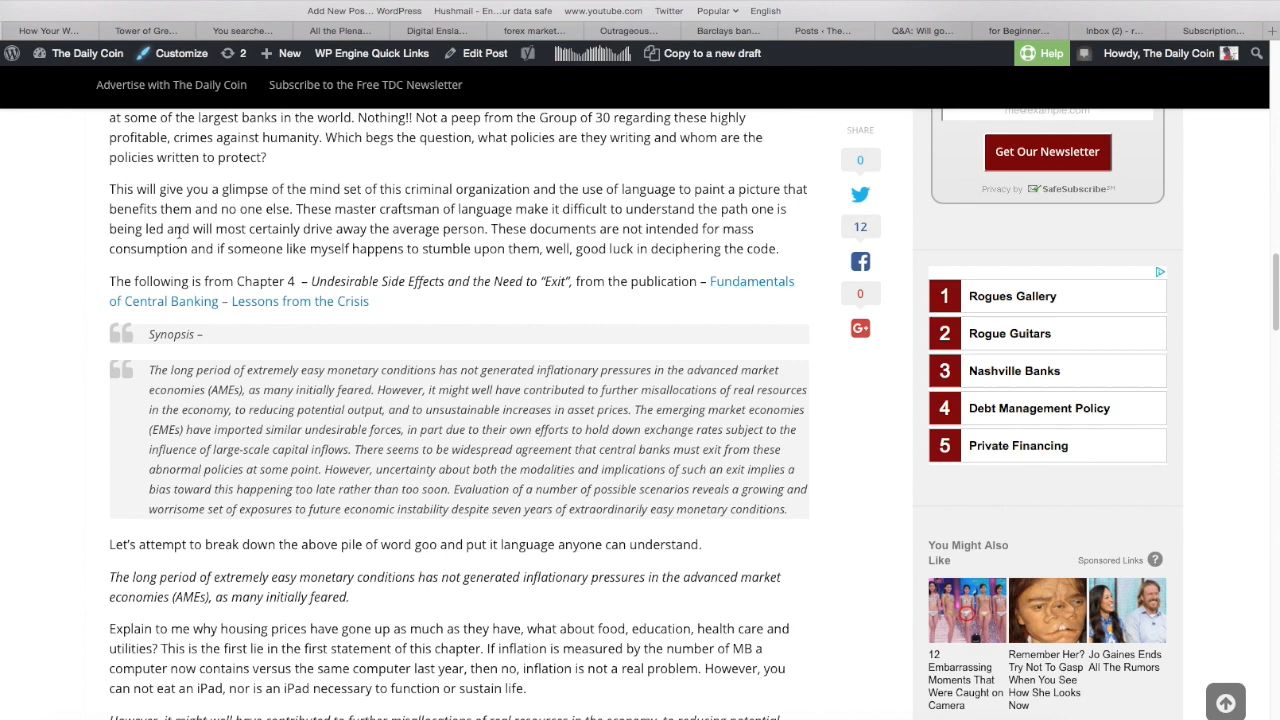 Add New Pos... WordPress Hushmail - En...ur data safe www.youtube.com Twitter Popular English
How Your W... Tower of Gre... You searche... All the Plena... Digital Ensla... forex market... Outrageous... Barclays ban... Posts ‹ The... Q&A: Will go... for Beginner... Inbox (2) - r... Subscription...
The Daily Coin Customize 2 New WP Engine Quick Links Edit Post Copy to a new draft Help Howdy, The Daily Coin
Advertise with The Daily Coin Subscribe to the Free TDC Newsletter
at some of the largest banks in the world. Nothing!! Not a peep from the Group of 30 regarding these highly
profitable, crimes against humanity. Which begs the question, what policies are they writing and whom are the
policies written to protect?
This will give you a glimpse of the mind set of this criminal organization and the use of language to paint a picture that
benefits them and no one else. These master craftsman of language make it difficult to understand the path one is
being led and will most certainly drive away the average person. These documents are not intended for mass
consumption and if someone like myself happens to stumble upon them, well, good luck in deciphering the code.
The following is from Chapter 4 – Undesirable Side Effects and the Need to “Exit”, from the publication – Fundamentals
of Central Banking – Lessons from the Crisis
Synopsis –
The long period of extremely easy monetary conditions has not generated inflationary pressures in the advanced market
economies (AMEs), as many initially feared. However, it might well have contributed to further misallocations of real resources
in the economy, to reducing potential output, and to unsustainable increases in asset prices. The emerging market economies
(EMEs) have imported similar undesirable forces, in part due to their own efforts to hold down exchange rates subject to the
influence of large-scale capital inflows. There seems to be widespread agreement that central banks must exit from these
abnormal policies at some point. However, uncertainty about both the modalities and implications of such an exit implies a
bias toward this happening too late rather than too soon. Evaluation of a number of possible scenarios reveals a growing and
worrisome set of exposures to future economic instability despite seven years of extraordinarily easy monetary conditions.
Let’s attempt to break down the above pile of word goo and put it language anyone can understand.
The long period of extremely easy monetary conditions has not generated inflationary pressures in the advanced market
economies (AMEs), as many initially feared.
Explain to me why housing prices have gone up as much as they have, what about food, education, health care and
utilities? This is the first lie in the first statement of this chapter. If inflation is measured by the number of MB a
computer now contains versus the same computer last year, then no, inflation is not a real problem. However, you
can not eat an iPad, nor is an iPad necessary to function or sustain life.
However, it might well have contributed to further misallocations of real resources in the economy, to reducing potential
SHARE
0
12
0
me@example.com
Get Our Newsletter
Privacy by SafeSubscribe
1 Rogues Gallery
2 Rogue Guitars
3 Nashville Banks
4 Debt Management Policy
5 Private Financing
You Might Also
Like
Sponsored Links ?
12
Embarrassing
Moments That
Were Caught on
Camera
Remember Her?
Try Not To Gasp
When You See
How She Looks
Now
Jo Gaines Ends
All The Rumors